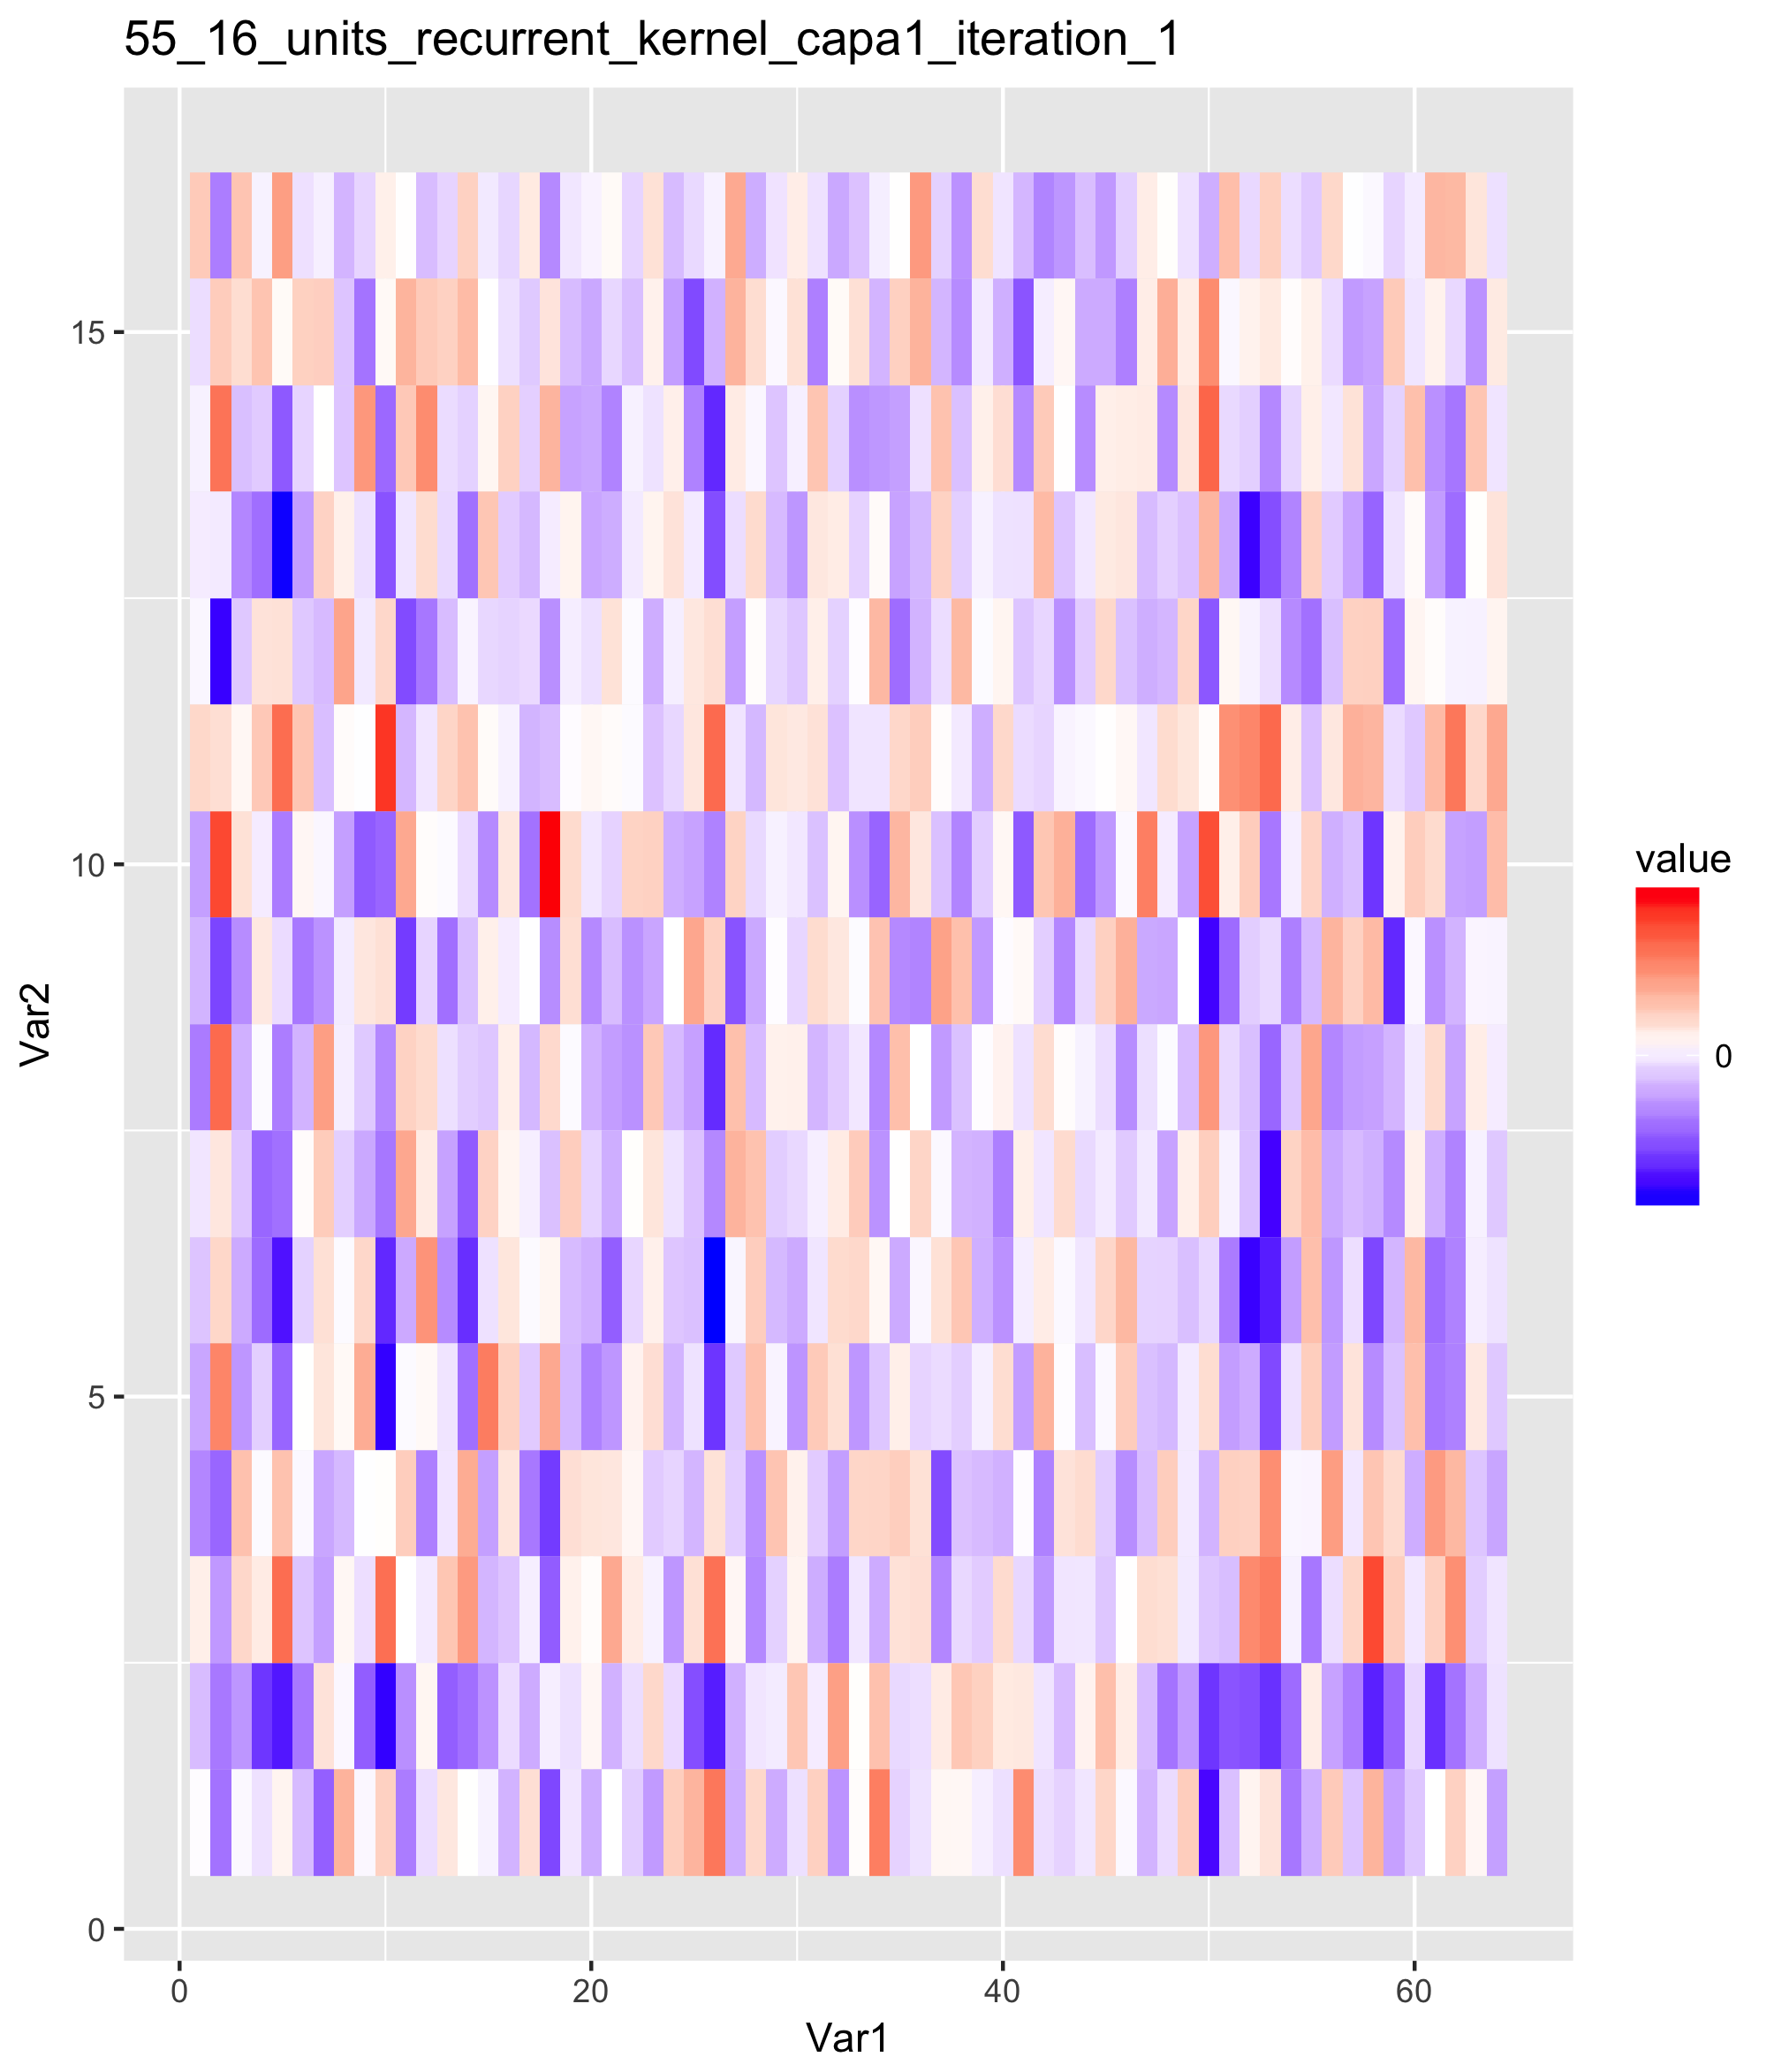 55_16_units_recurrent_kernel_capa1_iteration_1
15
10
5
0
Var2
0
20
40
60
Var1
value
0